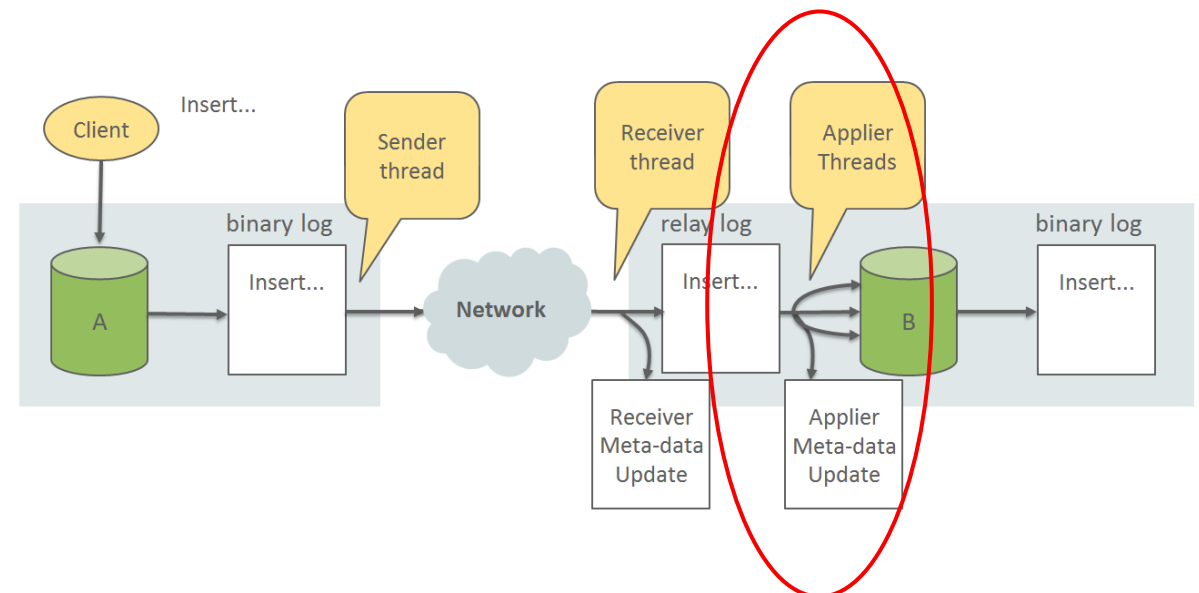 Client
Insert...
Sender
thread
Receiver
thread
Applier
Threads
binary log
relay log
binary log
Insert...
Insert...
Insert...
A
Network
B
Receiver
Meta-data
Update
Applier
Meta-data
Update